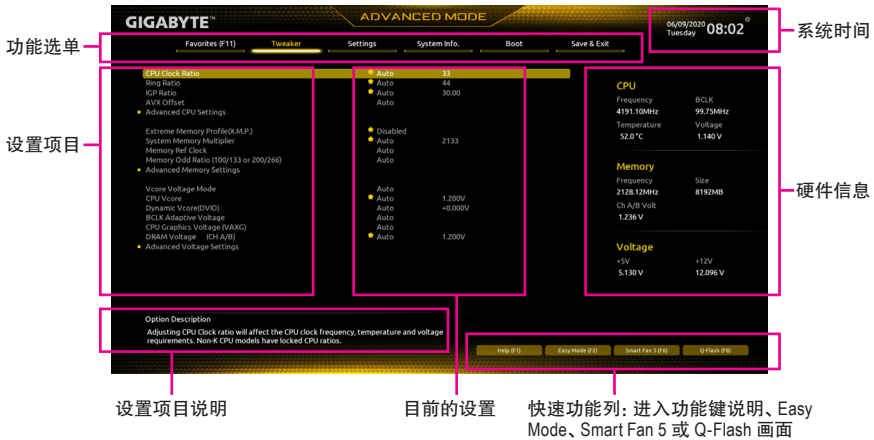 GIGABYTE™
ADVANCED MODE
06/09/2020
Tuesday
08:02
系统时间
功能选单
Favorites (F11) Tweaker Settings System Info. Boot Save & Exit
设置项目
CPU Clock Ratio Auto 33
Ring Ratio Auto 44
IGP Ratio Auto 30.00
AVX Offset Auto
Advanced CPU Settings
Extreme Memory Profile(X.M.P.) Disabled
System Memory Multiplier Auto 2133
Memory Ref Clock Auto
Memory Odd Ratio (100/133 or 200/266) Auto
Advanced Memory Settings
Vcore Voltage Mode Auto
CPU Vcore Auto 1.200V
Dynamic Vcore(DVID) Auto +0.000V
BCLK Adaptive Voltage Auto
CPU Graphics Voltage (VAXG) Auto
DRAM Voltage (CH A/B) Auto 1.200V
Advanced Voltage Settings
CPU
Frequency BCLK
4191.10MHz 99.75MHz
Temperature Voltage
52.0 °C 1.140 V
Memory
Frequency Size
2128.12MHz 8192MB
Ch A/B Volt
1.236 V
Voltage
+5V +12V
5.130 V 12.096 V
硬件信息
Option Description
Adjusting CPU Clock ratio will affect the CPU clock frequency, temperature and voltage
requirements. Non-K CPU models have locked CPU ratios.
Help (F1) Easy Mode (F2) Smart Fan 5 (F6) Q-Flash (F8)
设置项目说明
目前的设置
快速功能列: 进入功能键说明、Easy
Mode、Smart Fan 5 或 Q-Flash 画面